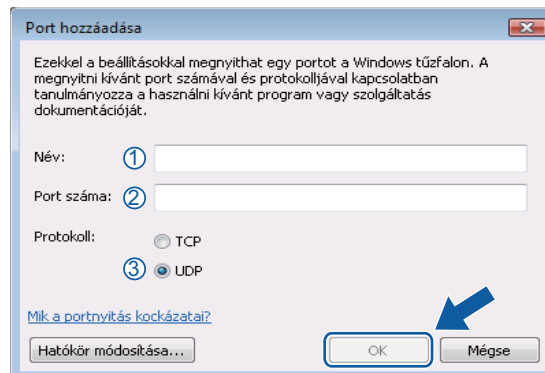 Port hozzáadása
Ezekkel a beállításokkal megnyithat egy portot a Windows tűzfalon. A
megnyitni kívánt port számával és protokolljával kapcsolatban
tanulmányozza a használni kívánt program vagy szolgáltatás
dokumentációját.
Név: 1
Port száma: 2
Protokoll: TCP
3 UDP
Mik a portnyitás kockázatai?
Hatókör módosítása... OK Mégse